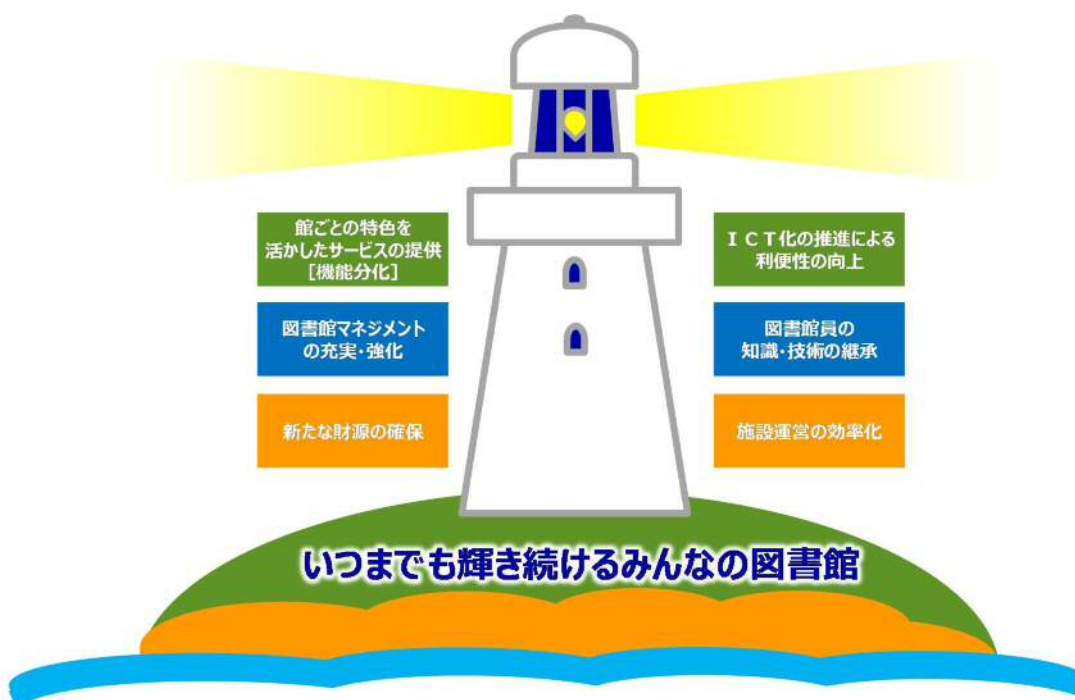 館ごとの特色を
活かしたサービスの提供
[機能分化]
ＩＣＴ化の推進による
利便性の向上
図書館マネジメント
の充実・強化
図書館員の
知識・技術の継承
新たな財源の確保
施設運営の効率化
いつまでも輝き続けるみんなの図書館